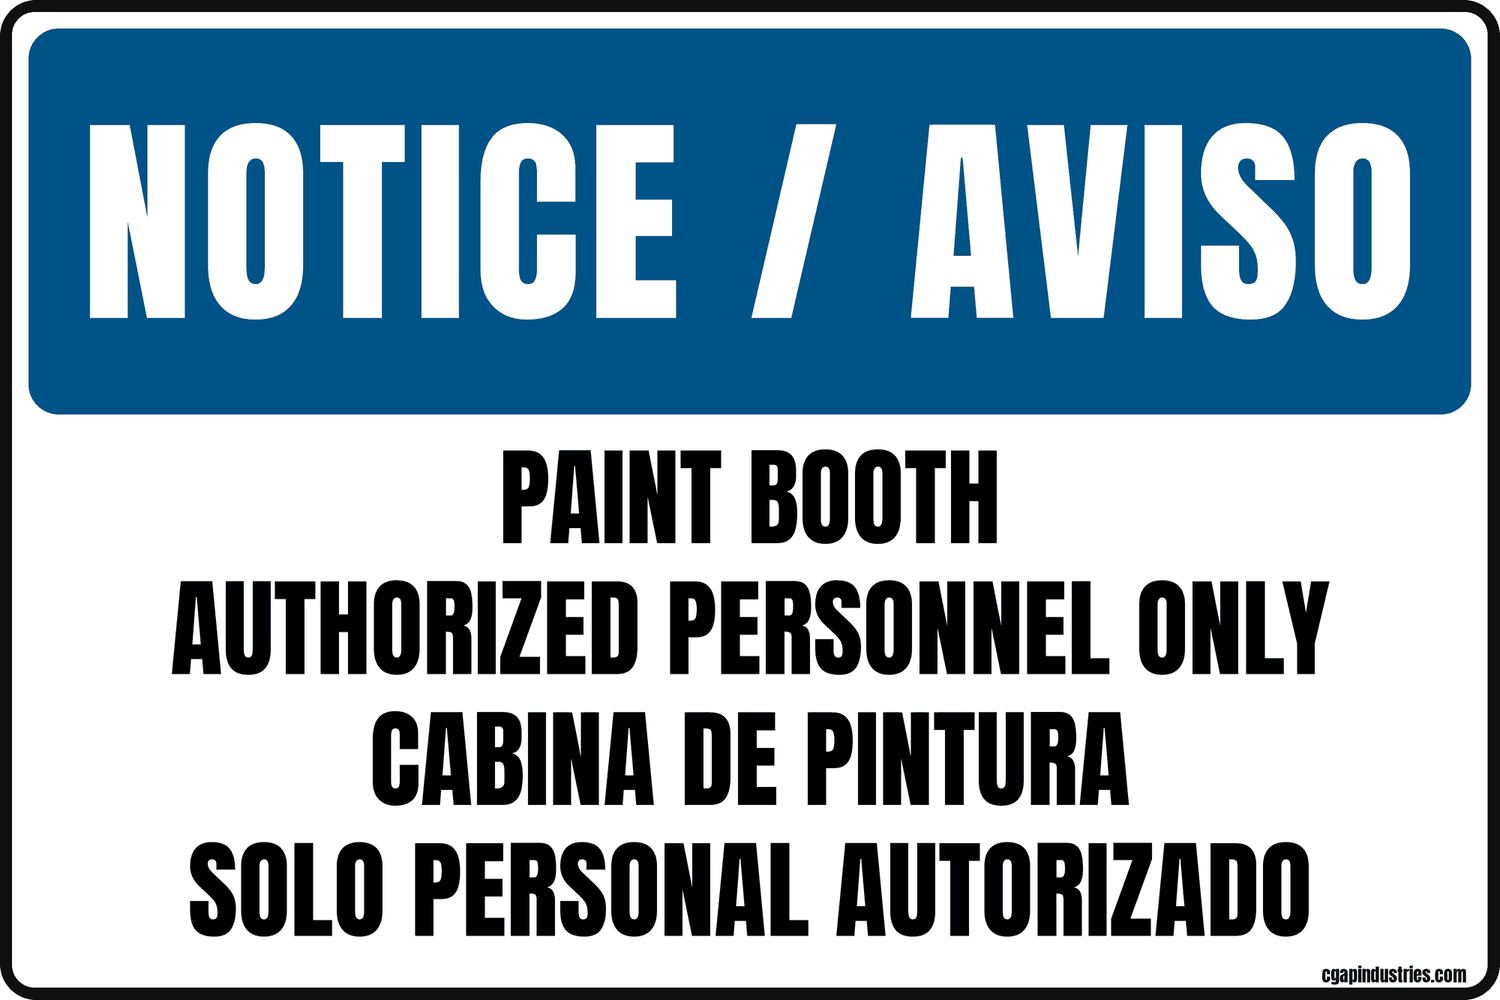 NOTICE / AVISO
PAINT BOOTH
AUTHORIZED PERSONNEL ONLY
CABINA DE PINTURA
SOLO PERSONAL AUTORIZADO
cgapindustries.com